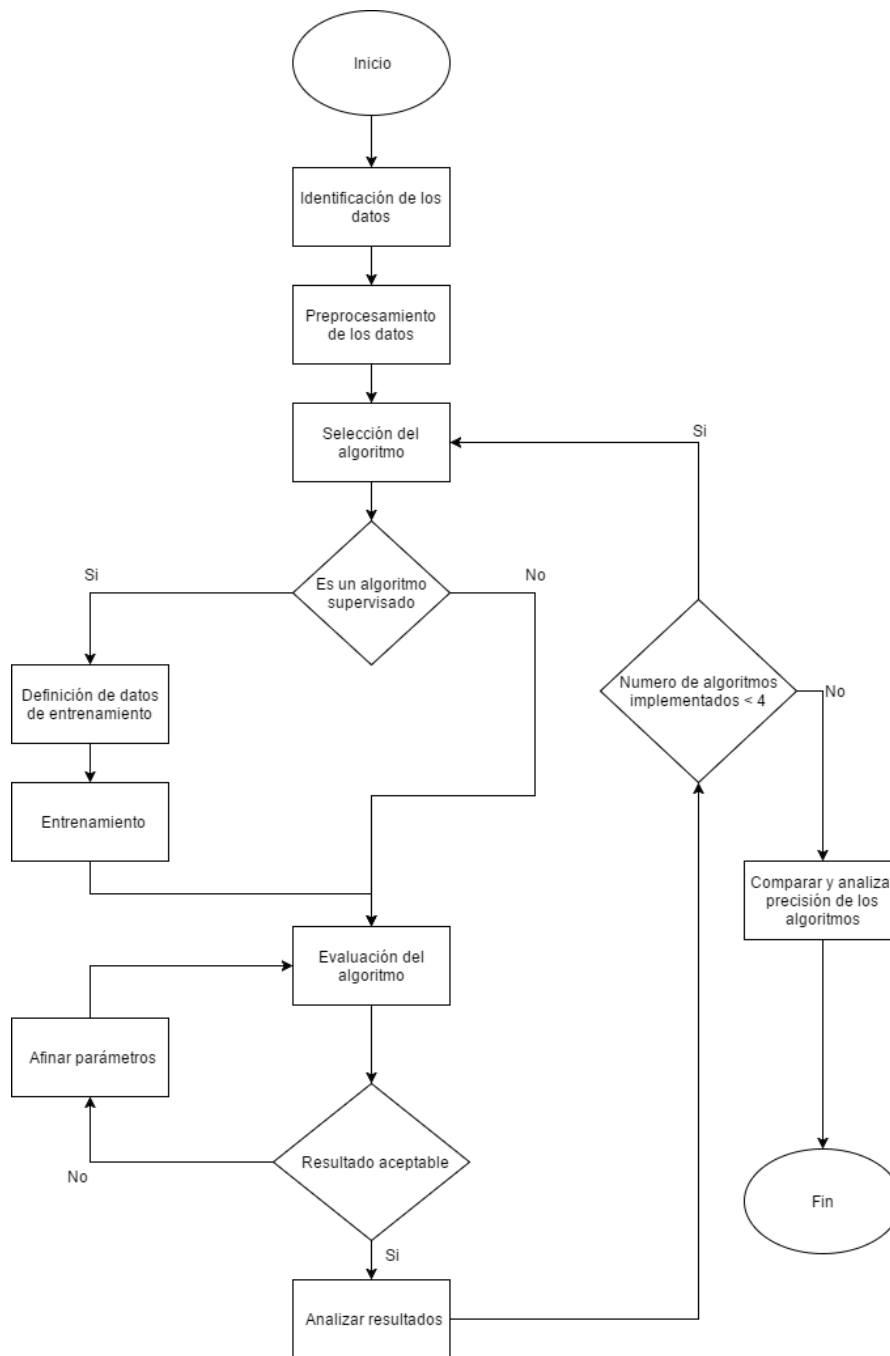 Inicio
Identificación de los
datos
Preprocesamiento
de los datos
Selección del
algoritmo
Si
Es un algoritmo
supervisado
Si
No
Numero de algoritmos
implementados < 4
No
Definición de datos
de entrenamiento
Entrenamiento
Comparar y analiza
precisión de los
algoritmos
Evaluación del
algoritmo
Afinar parámetros
Resultado aceptable
No
Fin
Si
Analizar resultados